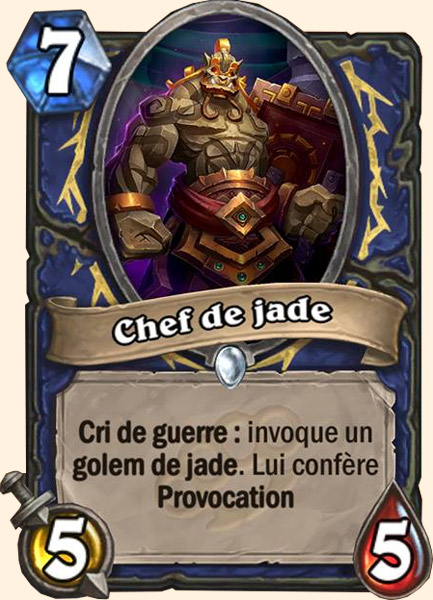 7
Chef de jade
Cri de guerre : invoque un
golem de jade. Lui confère
Provocation
5 5